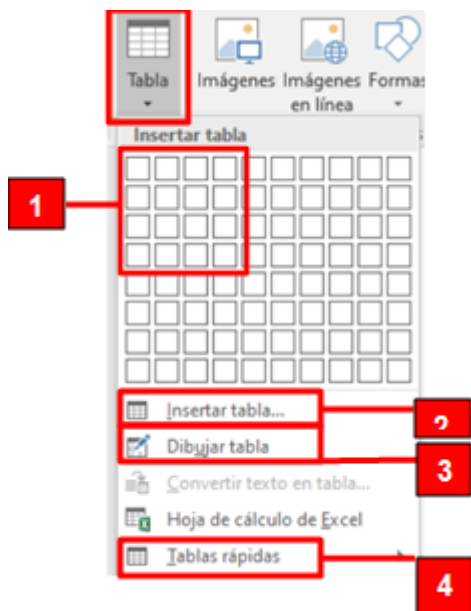 Tabla
Imágenes
Imágenes
en línea
Formas
Insertar tabla
1
Insertar tabla...
2
Dibujar tabla
3
Convertir texto en tabla...
Hoja de cálculo de Excel
Tablas rápidas
4